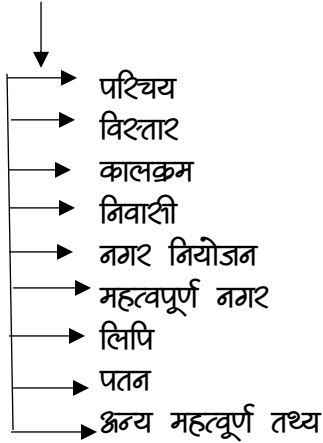 परिचय
विस्तार
कालक्रम
निवासी
नगर नियोजन
महत्वपूर्ण नगर
लिपि
पतन
अन्य महत्वूर्ण तथ्य